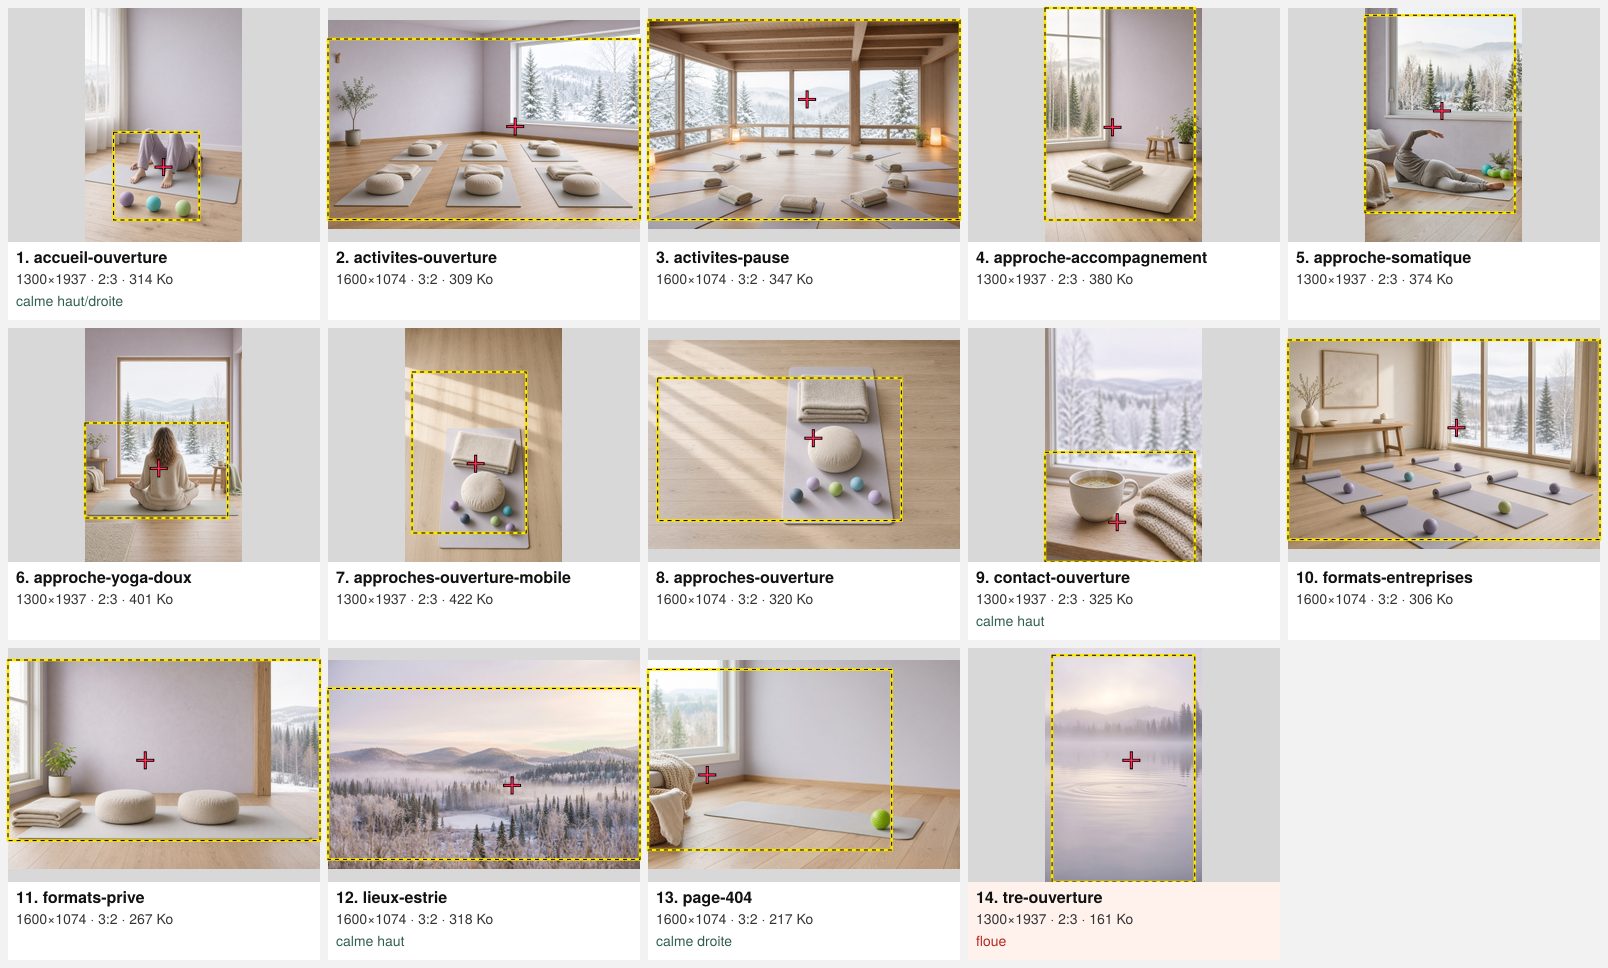 1. accueil-ouverture
1300×1937 · 2:3 · 314 Ko
calme haut/droite
2. activites-ouverture
1600×1074 · 3:2 · 309 Ko
3. activites-pause
1600×1074 · 3:2 · 347 Ko
4. approche-accompagnement
1300×1937 · 2:3 · 380 Ko
5. approche-somatique
1300×1937 · 2:3 · 374 Ko
6. approche-yoga-doux
1300×1937 · 2:3 · 401 Ko
7. approches-ouverture-mobile
1300×1937 · 2:3 · 422 Ko
8. approches-ouverture
1600×1074 · 3:2 · 320 Ko
9. contact-ouverture
1300×1937 · 2:3 · 325 Ko
calme haut
10. formats-entreprises
1600×1074 · 3:2 · 306 Ko
11. formats-prive
1600×1074 · 3:2 · 267 Ko
12. lieux-estrie
1600×1074 · 3:2 · 318 Ko
calme haut
13. page-404
1600×1074 · 3:2 · 217 Ko
calme droite
14. tre-ouverture
1300×1937 · 2:3 · 161 Ko
floue